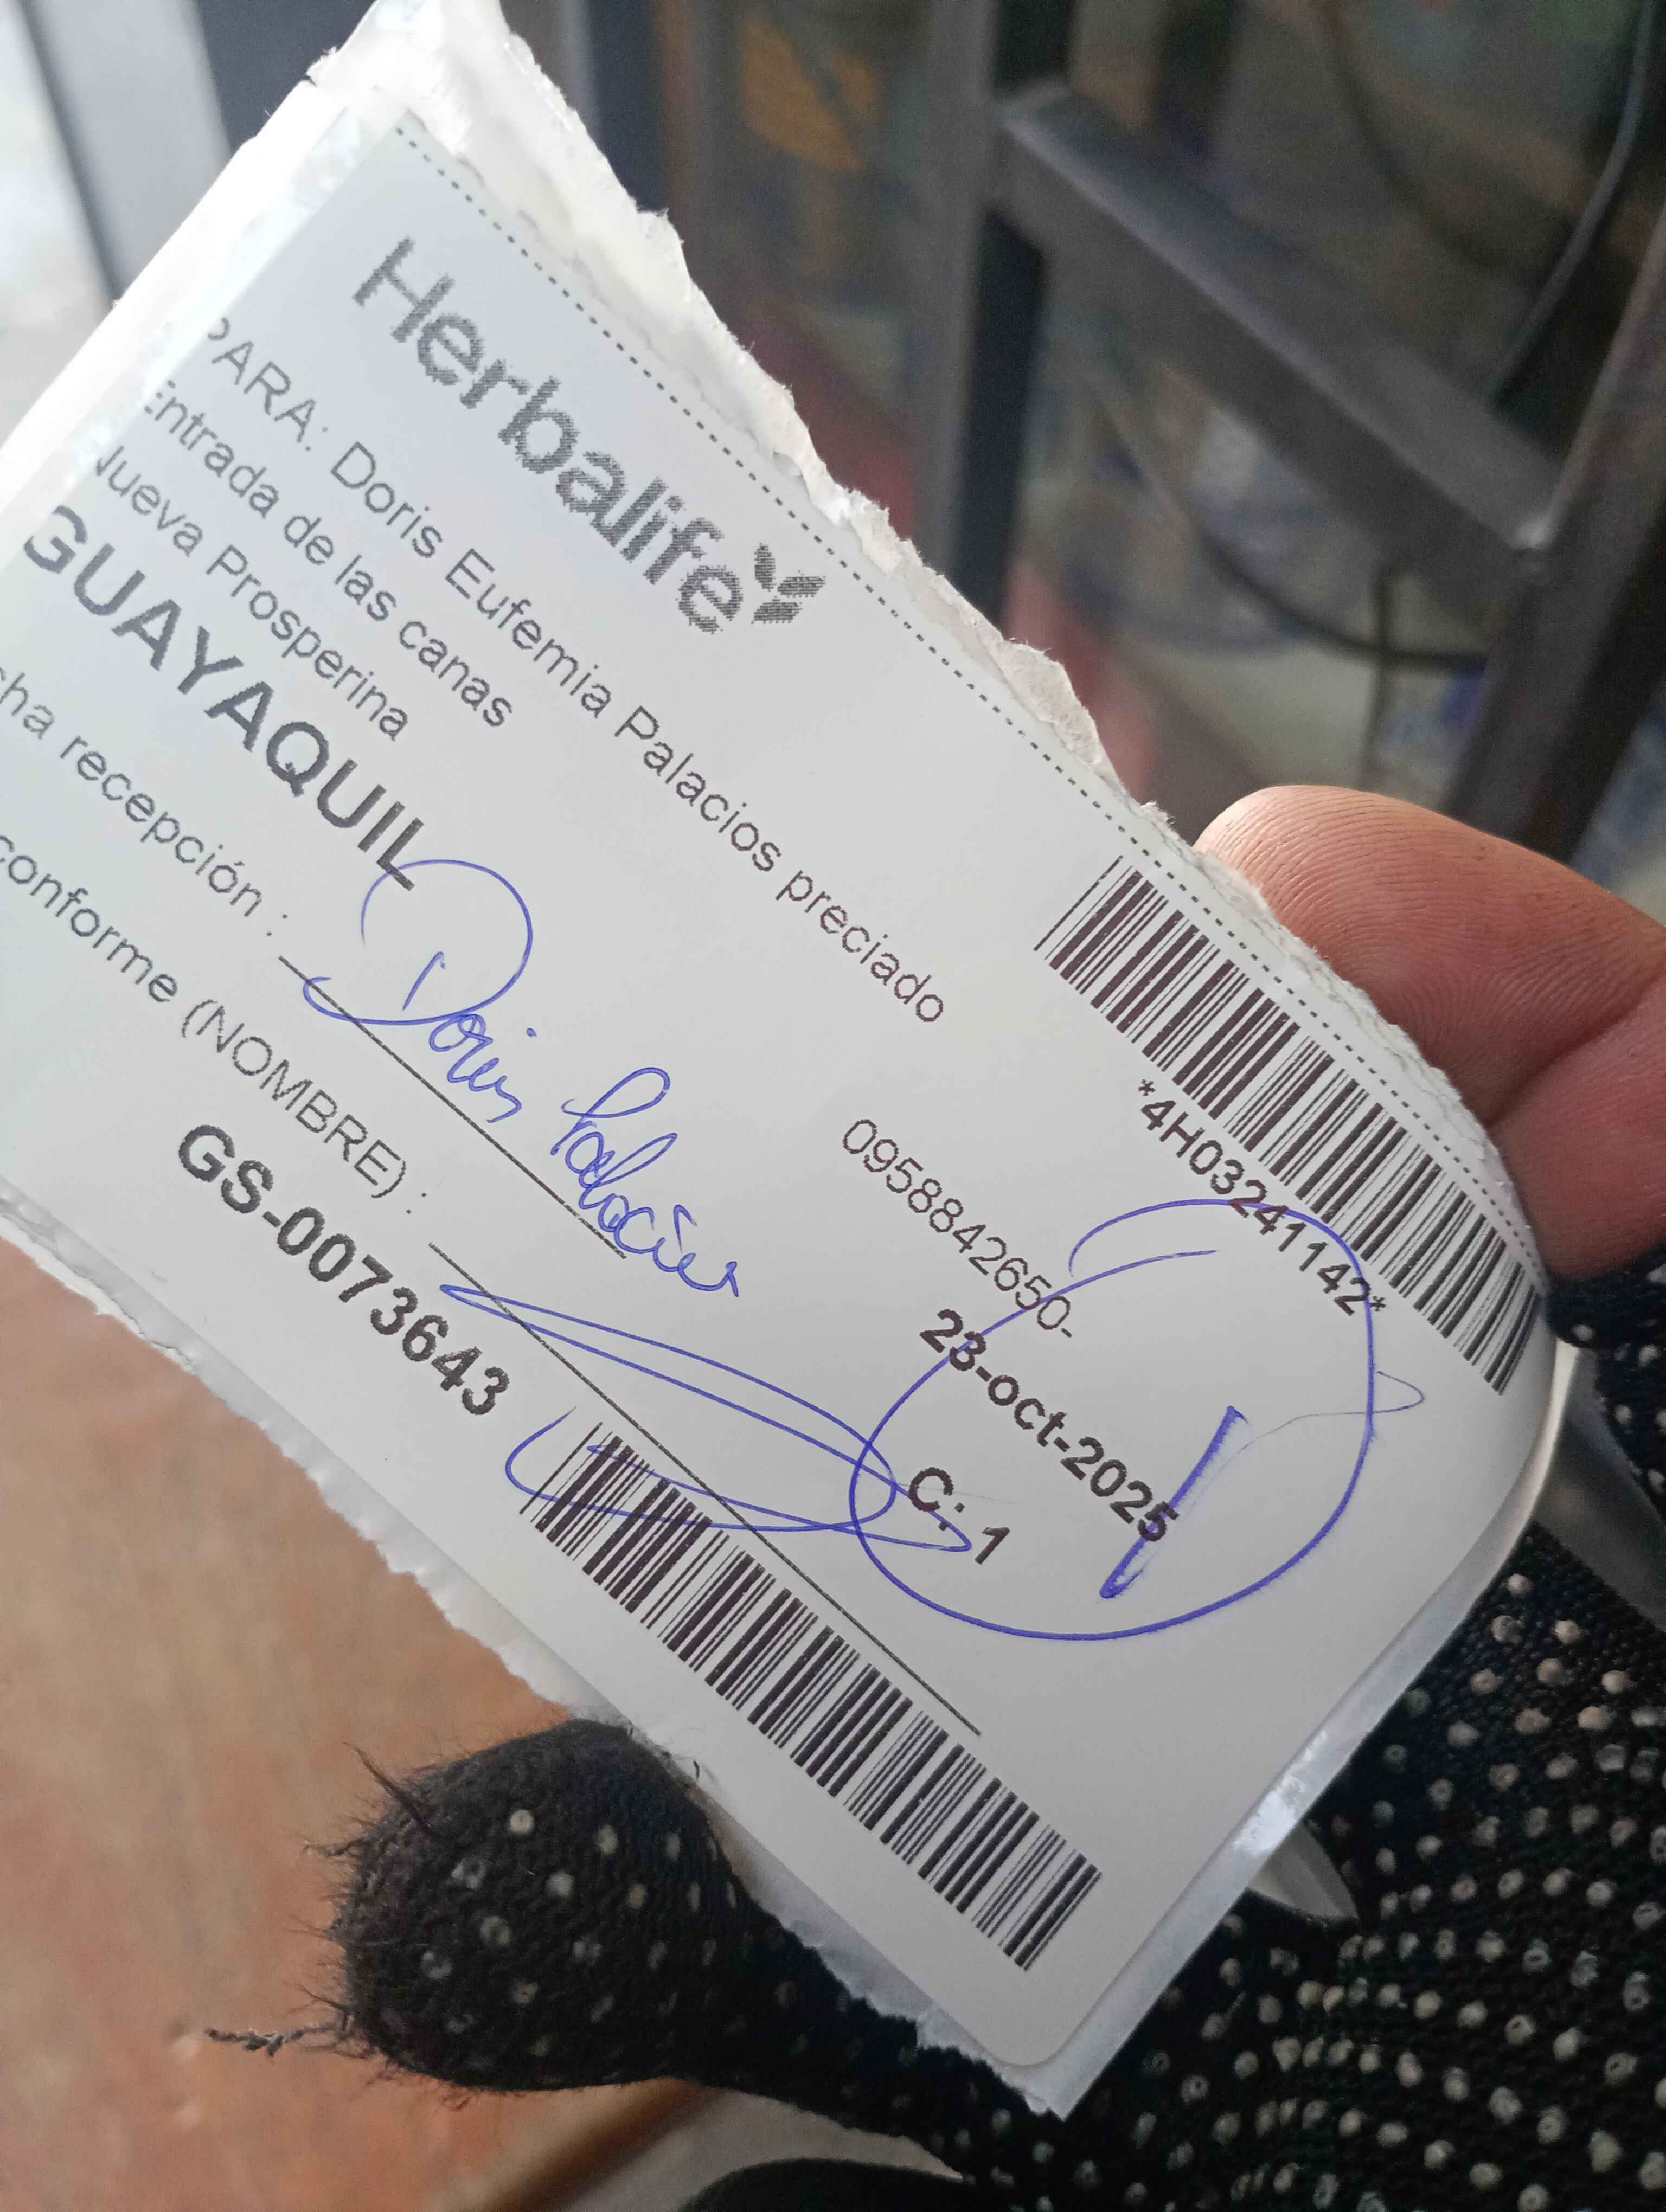 Herbalife
*4H03241142*
PARA: Doris Eufemia Palacios preciado
Entrada de las canas
Nueva Prosperina
0958842650-
GUAYAQUIL
23-oct-2025
cha recepción :
Doris Palacios
C: 1
1
conforme (NOMBRE) :
GS-0073643